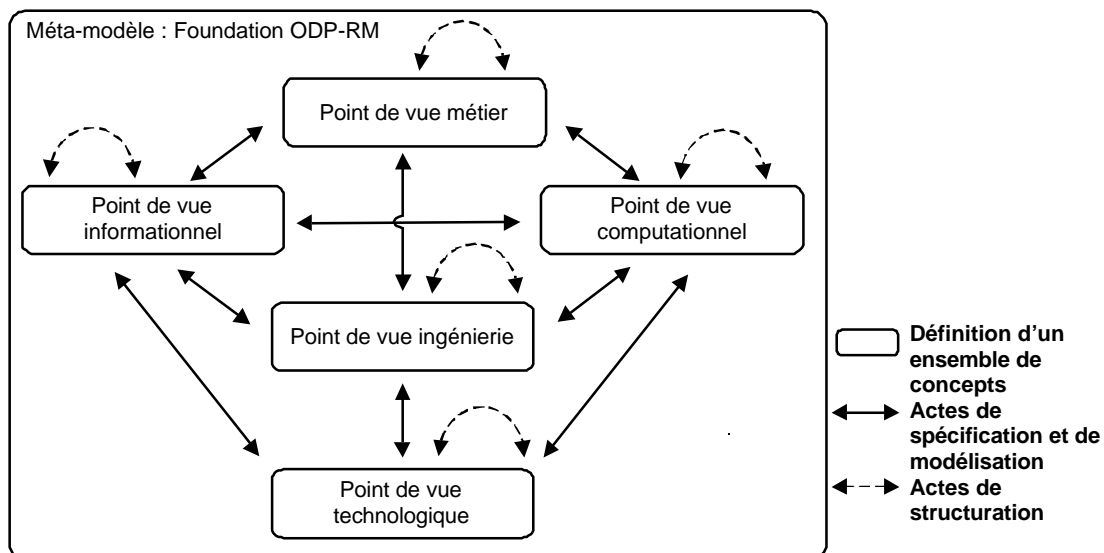 Méta-modèle : Foundation ODP-RM
Point de vue métier
Point de vue
informationnel
Point de vue
computationnel
Point de vue ingénierie
Point de vue
technologique
Définition d’un
ensemble de
concepts
Actes de
spécification et de
modélisation
Actes de
structuration